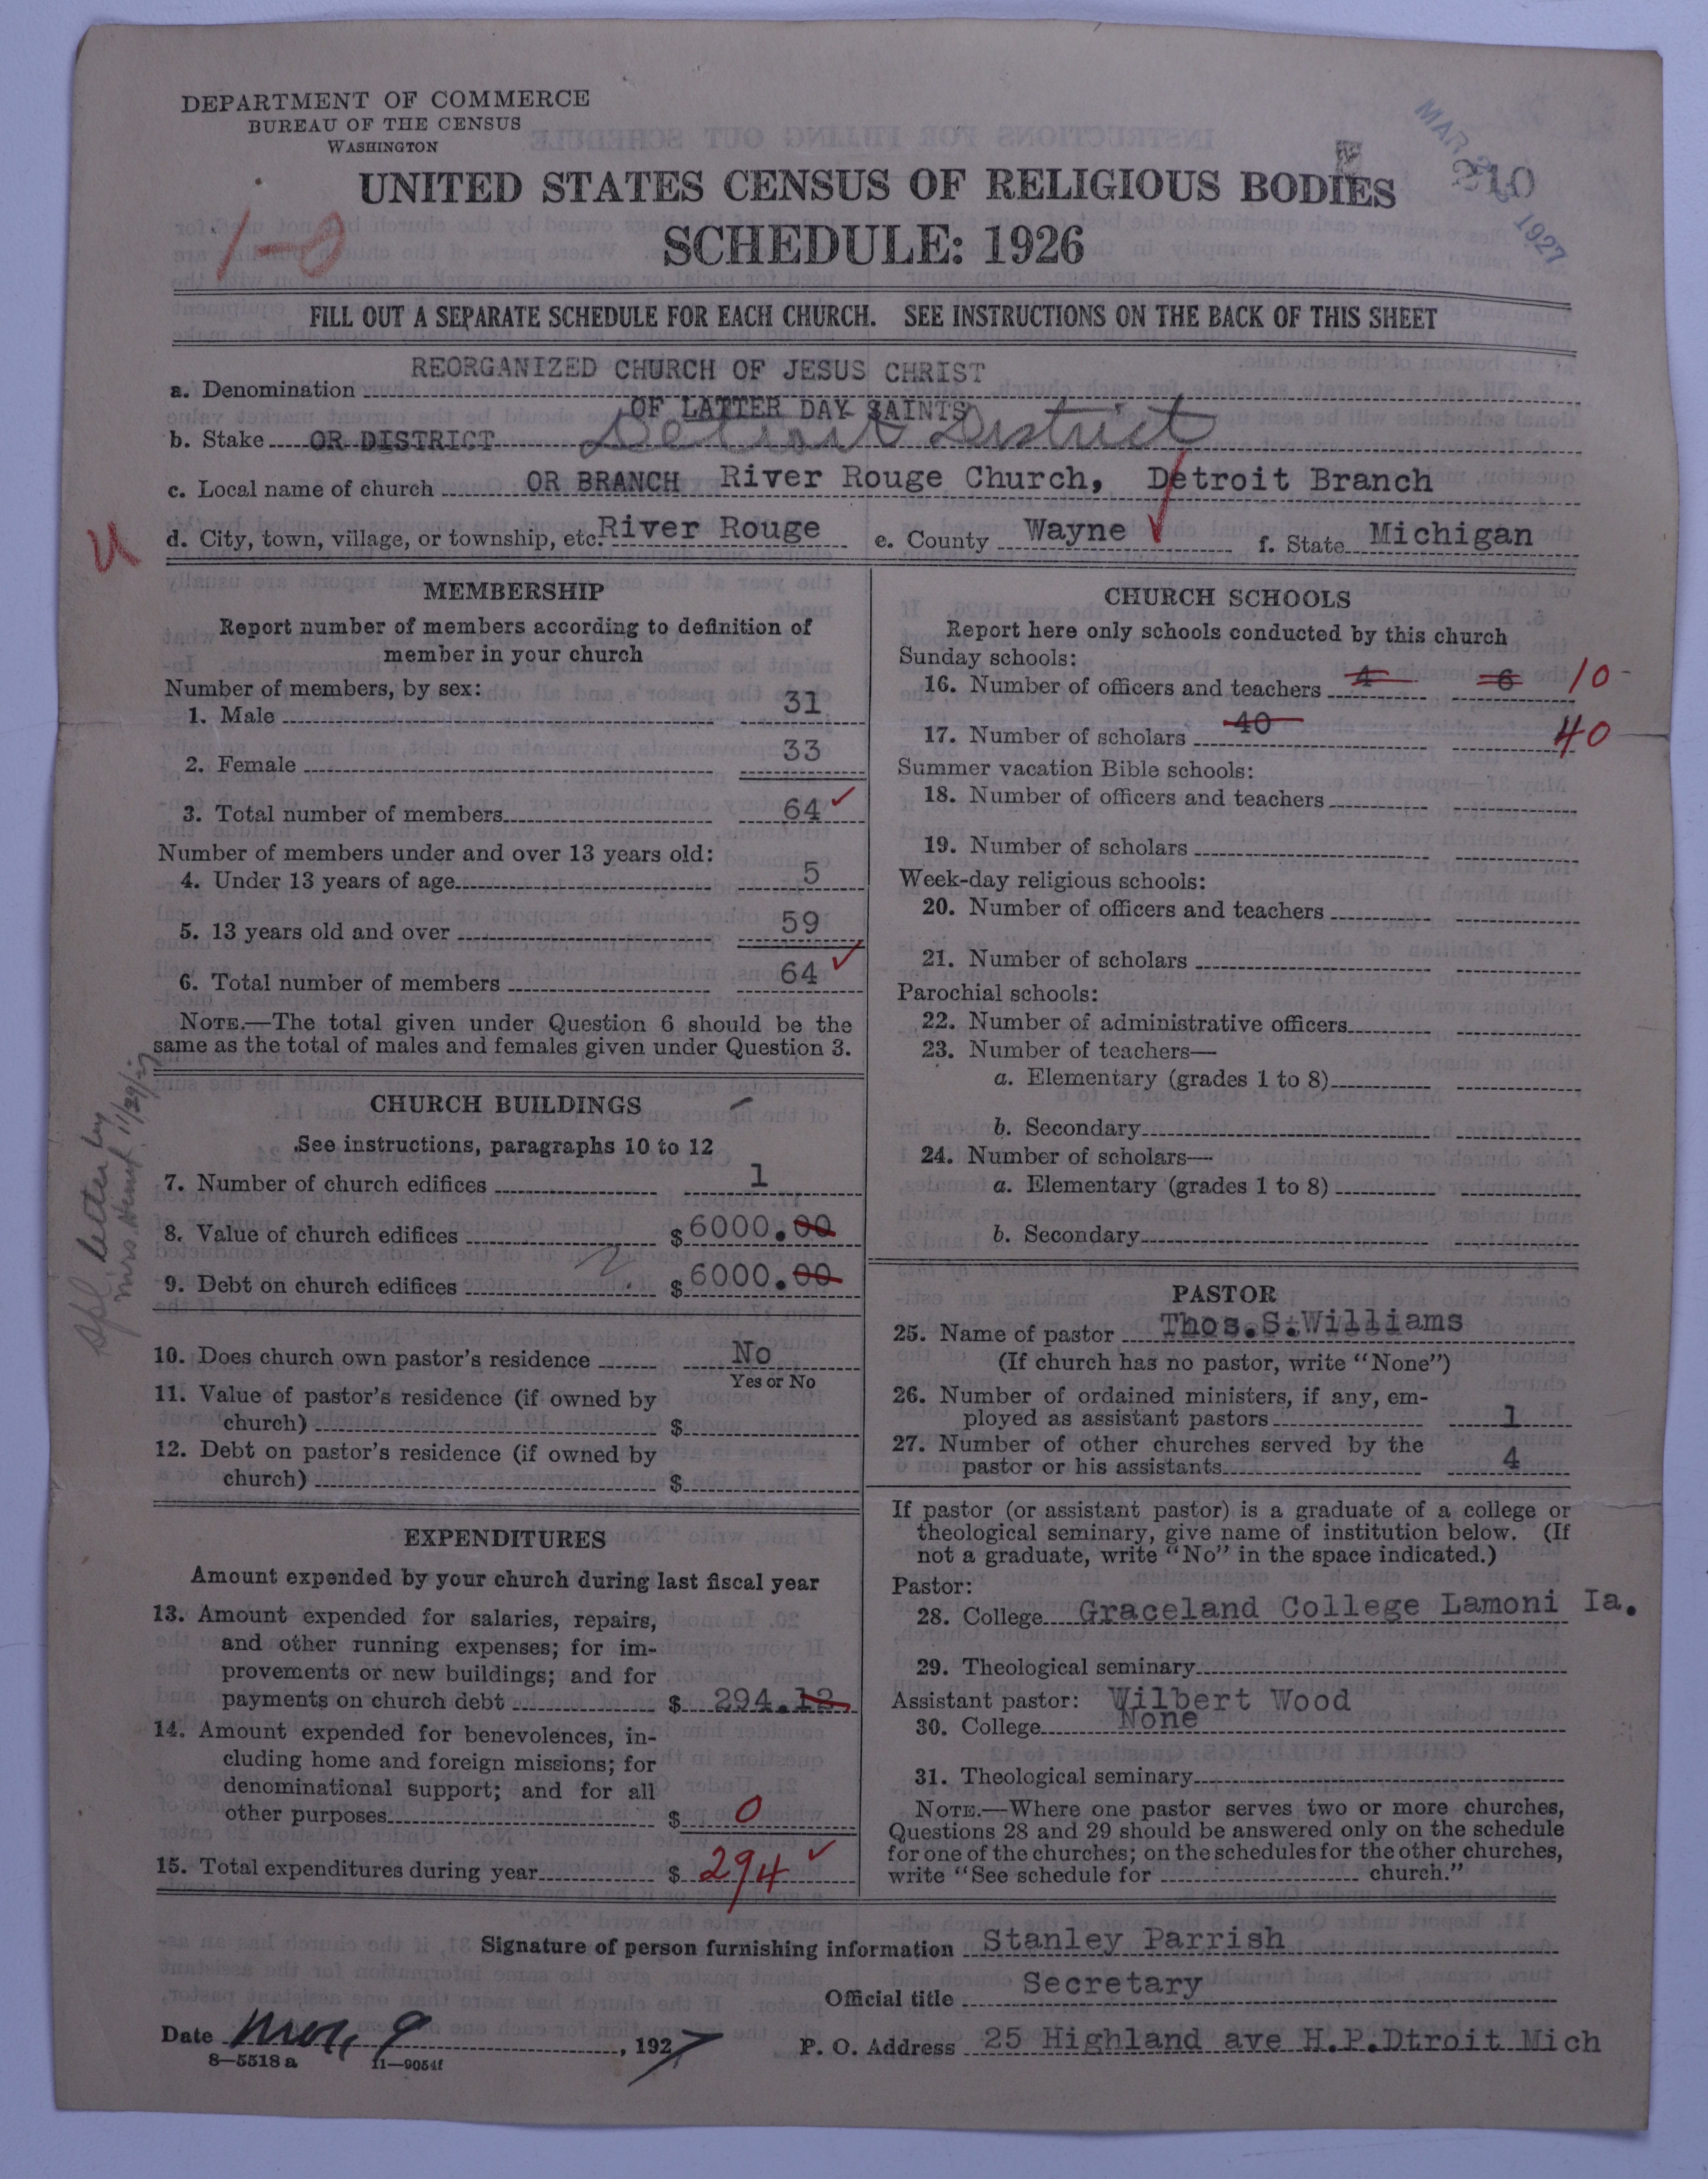 DEPARTMENT OF COMMERCE
BUREAU OF THE CENSUS
WASHINGTON
MAR 1927
210
UNITED STATES CENSUS OF RELIGIOUS BODIES
1-0
SCHEDULE: 1926
FILL OUT A SEPARATE SCHEDULE FOR EACH CHURCH. SEE INSTRUCTIONS ON THE BACK OF THIS SHEET
a. Denomination REORGANIZED CHURCH OF JESUS CHRIST
OF LATTER DAY SAINTS
b. Stake OR DISTRICT Detroit District
c. Local name of church OR BRANCH River Rouge Church, Detroit Branch
d. City, town, village, or township, etc. River Rouge e. County Wayne f. State Michigan
MEMBERSHIP
Report number of members according to definition of
member in your church
Number of members, by sex:
1. Male 31
2. Female 33
3. Total number of members 64 ✓
Number of members under and over 13 years old:
4. Under 13 years of age 5
5. 13 years old and over 59
6. Total number of members 64 ✓
NOTE.—The total given under Question 6 should be the
same as the total of males and females given under Question 3.
CHURCH BUILDINGS
See instructions, paragraphs 10 to 12
7. Number of church edifices 1
8. Value of church edifices $6000.00
9. Debt on church edifices $6000.00
10. Does church own pastor's residence No
Yes or No
11. Value of pastor's residence (if owned by
church) $
12. Debt on pastor's residence (if owned by
church) $
EXPENDITURES
Amount expended by your church during last fiscal year
13. Amount expended for salaries, repairs,
and other running expenses; for im-
provements or new buildings; and for
payments on church debt $ 294.12
14. Amount expended for benevolences, in-
cluding home and foreign missions; for
denominational support; and for all
other purposes $ 0
15. Total expenditures during year $ 294 ✓
CHURCH SCHOOLS
Report here only schools conducted by this church
Sunday schools:
16. Number of officers and teachers 4 6 10
17. Number of scholars 40 40
Summer vacation Bible schools:
18. Number of officers and teachers
19. Number of scholars
Week-day religious schools:
20. Number of officers and teachers
21. Number of scholars
Parochial schools:
22. Number of administrative officers
23. Number of teachers—
a. Elementary (grades 1 to 8)
b. Secondary
24. Number of scholars—
a. Elementary (grades 1 to 8)
b. Secondary
PASTOR
25. Name of pastor Thos.S.Williams
(If church has no pastor, write "None")
26. Number of ordained ministers, if any, em-
ployed as assistant pastors 1
27. Number of other churches served by the
pastor or his assistants 4
If pastor (or assistant pastor) is a graduate of a college or
theological seminary, give name of institution below. (If
not a graduate, write "No" in the space indicated.)
Pastor:
28. College Graceland College Lamoni Ia.
29. Theological seminary
Assistant pastor: Wilbert Wood
30. College None
31. Theological seminary
NOTE.—Where one pastor serves two or more churches,
Questions 28 and 29 should be answered only on the schedule
for one of the churches; on the schedules for the other churches,
write "See schedule for church."
Signature of person furnishing information Stanley Parrish
Official title Secretary
Date Mch 9, 1927 P. O. Address 25 Highland ave H.P.Dtroit Mich
8—5518 a 11—9054f
Spl. letter by
Mrs.